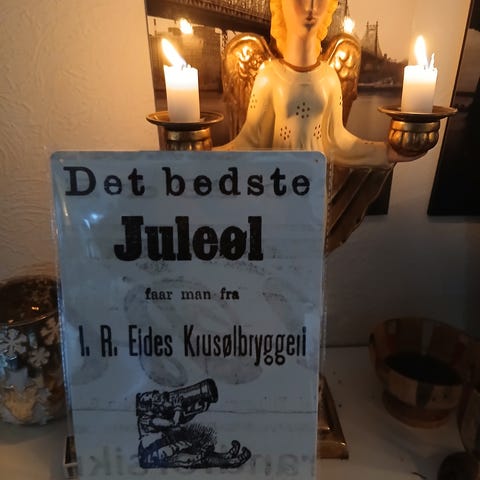 Det bedste
Juleøl
faar man fra
I. R. Eides Krusølbryggeri